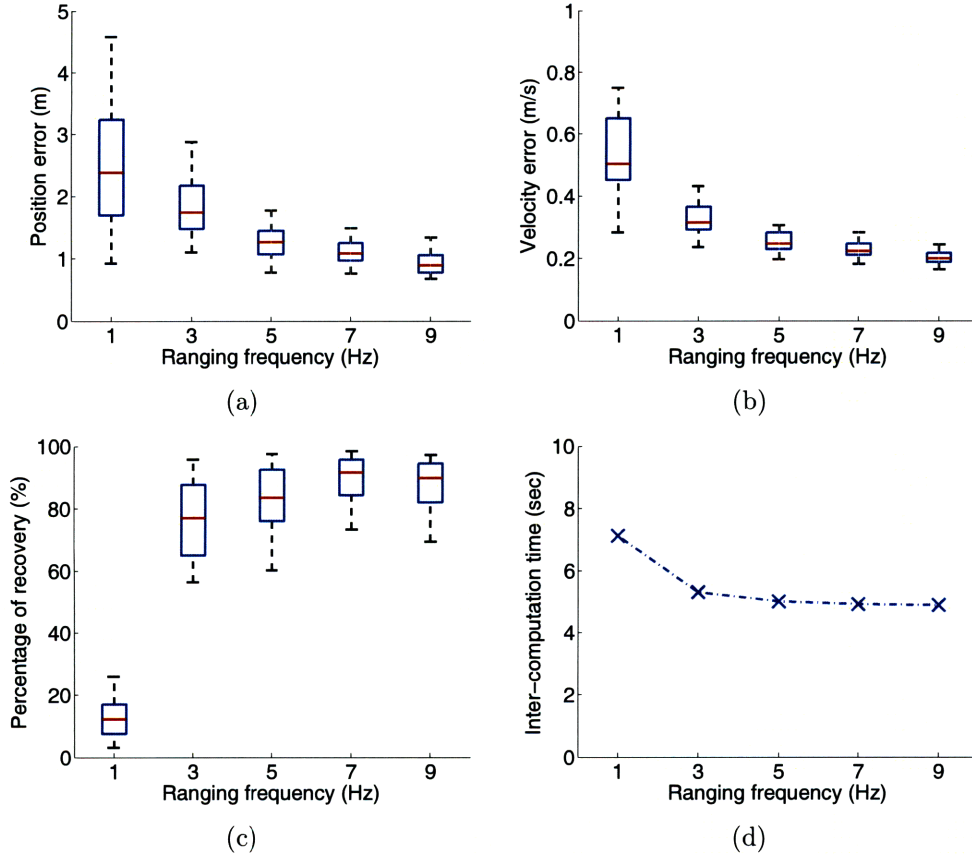 5
4
3
2
1
0
Position error (m)
1 3 5 7 9
Ranging frequency (Hz)
(a)
1
0.8
0.6
0.4
0.2
0
Velocity error (m/s)
1 3 5 7 9
Ranging frequency (Hz)
(b)
100
80
60
40
20
0
Percentage of recovery (%)
1 3 5 7 9
Ranging frequency (Hz)
(c)
10
8
6
4
2
0
Inter−computation time (sec)
1 3 5 7 9
Ranging frequency (Hz)
(d)